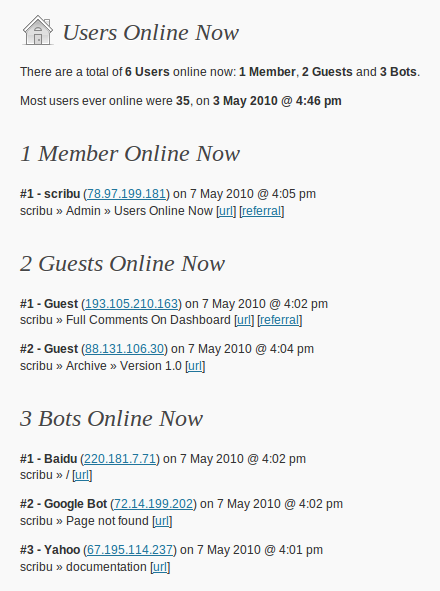 Users Online Now
There are a total of 6 Users online now: 1 Member, 2 Guests and 3 Bots.
Most users ever online were 35, on 3 May 2010 @ 4:46 pm
1 Member Online Now
#1 - scribu (78.97.199.181) on 7 May 2010 @ 4:05 pm
scribu » Admin » Users Online Now [url] [referral]
2 Guests Online Now
#1 - Guest (193.105.210.163) on 7 May 2010 @ 4:02 pm
scribu » Full Comments On Dashboard [url] [referral]
#2 - Guest (88.131.106.30) on 7 May 2010 @ 4:04 pm
scribu » Archive » Version 1.0 [url]
3 Bots Online Now
#1 - Baidu (220.181.7.71) on 7 May 2010 @ 4:02 pm
scribu » / [url]
#2 - Google Bot (72.14.199.202) on 7 May 2010 @ 4:02 pm
scribu » Page not found [url]
#3 - Yahoo (67.195.114.237) on 7 May 2010 @ 4:01 pm
scribu » documentation [url]